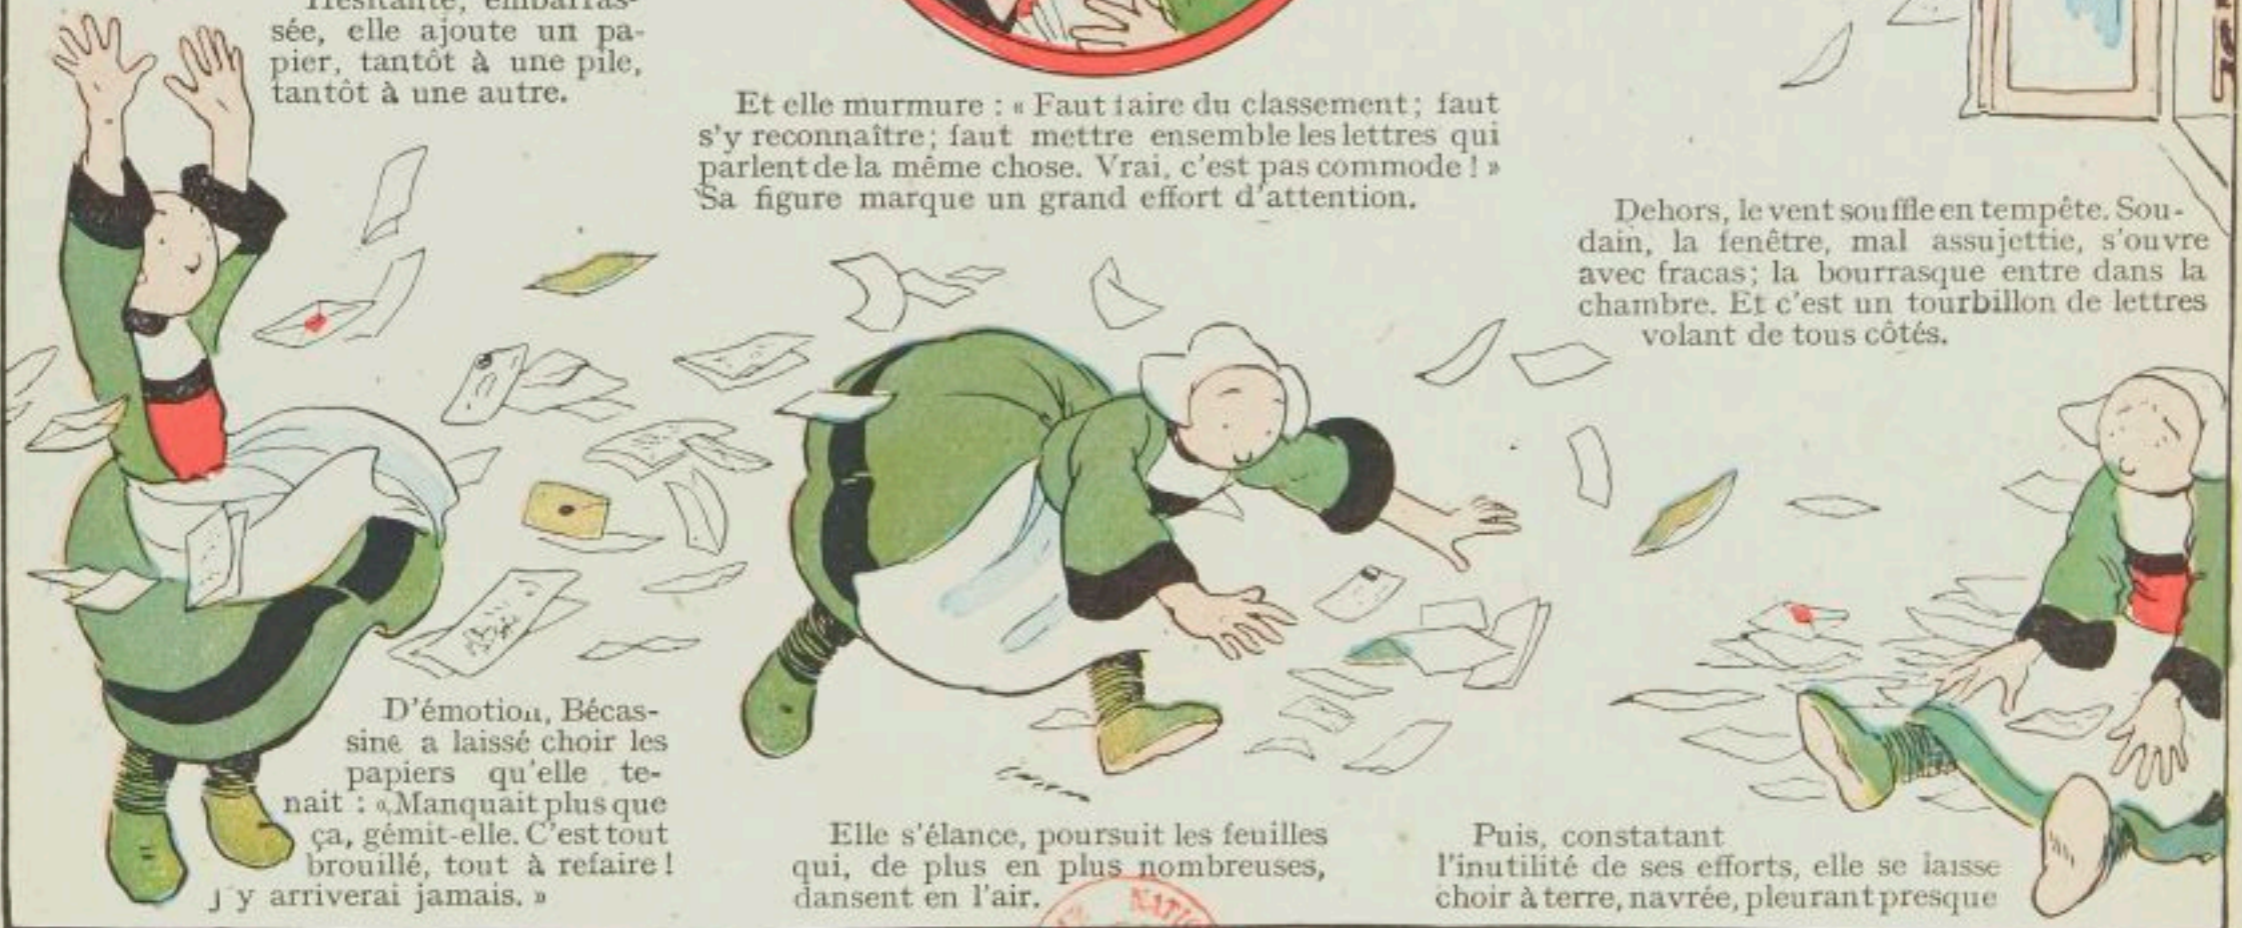 Hésitante, embarras-
sée, elle ajoute un pa-
pier, tantôt à une pile,
tantôt à une autre.
Et elle murmure : « Faut faire du classement ; faut
s'y reconnaître ; faut mettre ensemble les lettres qui
parlent de la même chose. Vrai, c'est pas commode ! »
Sa figure marque un grand effort d'attention.
Dehors, le vent souffle en tempête. Sou-
dain, la fenêtre, mal assujettie, s'ouvre
avec fracas ; la bourrasque entre dans la
chambre. Et c'est un tourbillon de lettres
volant de tous côtés.
D'émotion, Bécas-
sine a laissé choir les
papiers qu'elle te-
nait : « Manquait plus que
ça, gémit-elle. C'est tout
brouillé, tout à refaire !
j'y arriverai jamais. »
Elle s'élance, poursuit les feuilles
qui, de plus en plus nombreuses,
dansent en l'air.
Puis, constatant
l'inutilité de ses efforts, elle se laisse
choir à terre, navrée, pleurant presque
NATIO